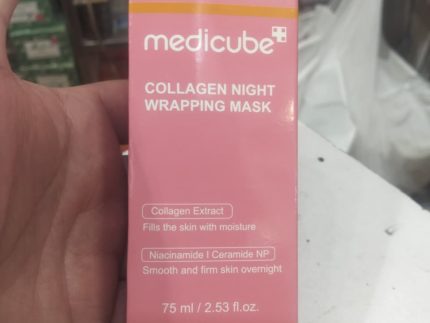 medicube
COLLAGEN NIGHT
WRAPPING MASK
Collagen Extract
Fills the skin with moisture
Niacinamide | Ceramide NP
Smooth and firm skin overnight
75 ml / 2.53 fl.oz.